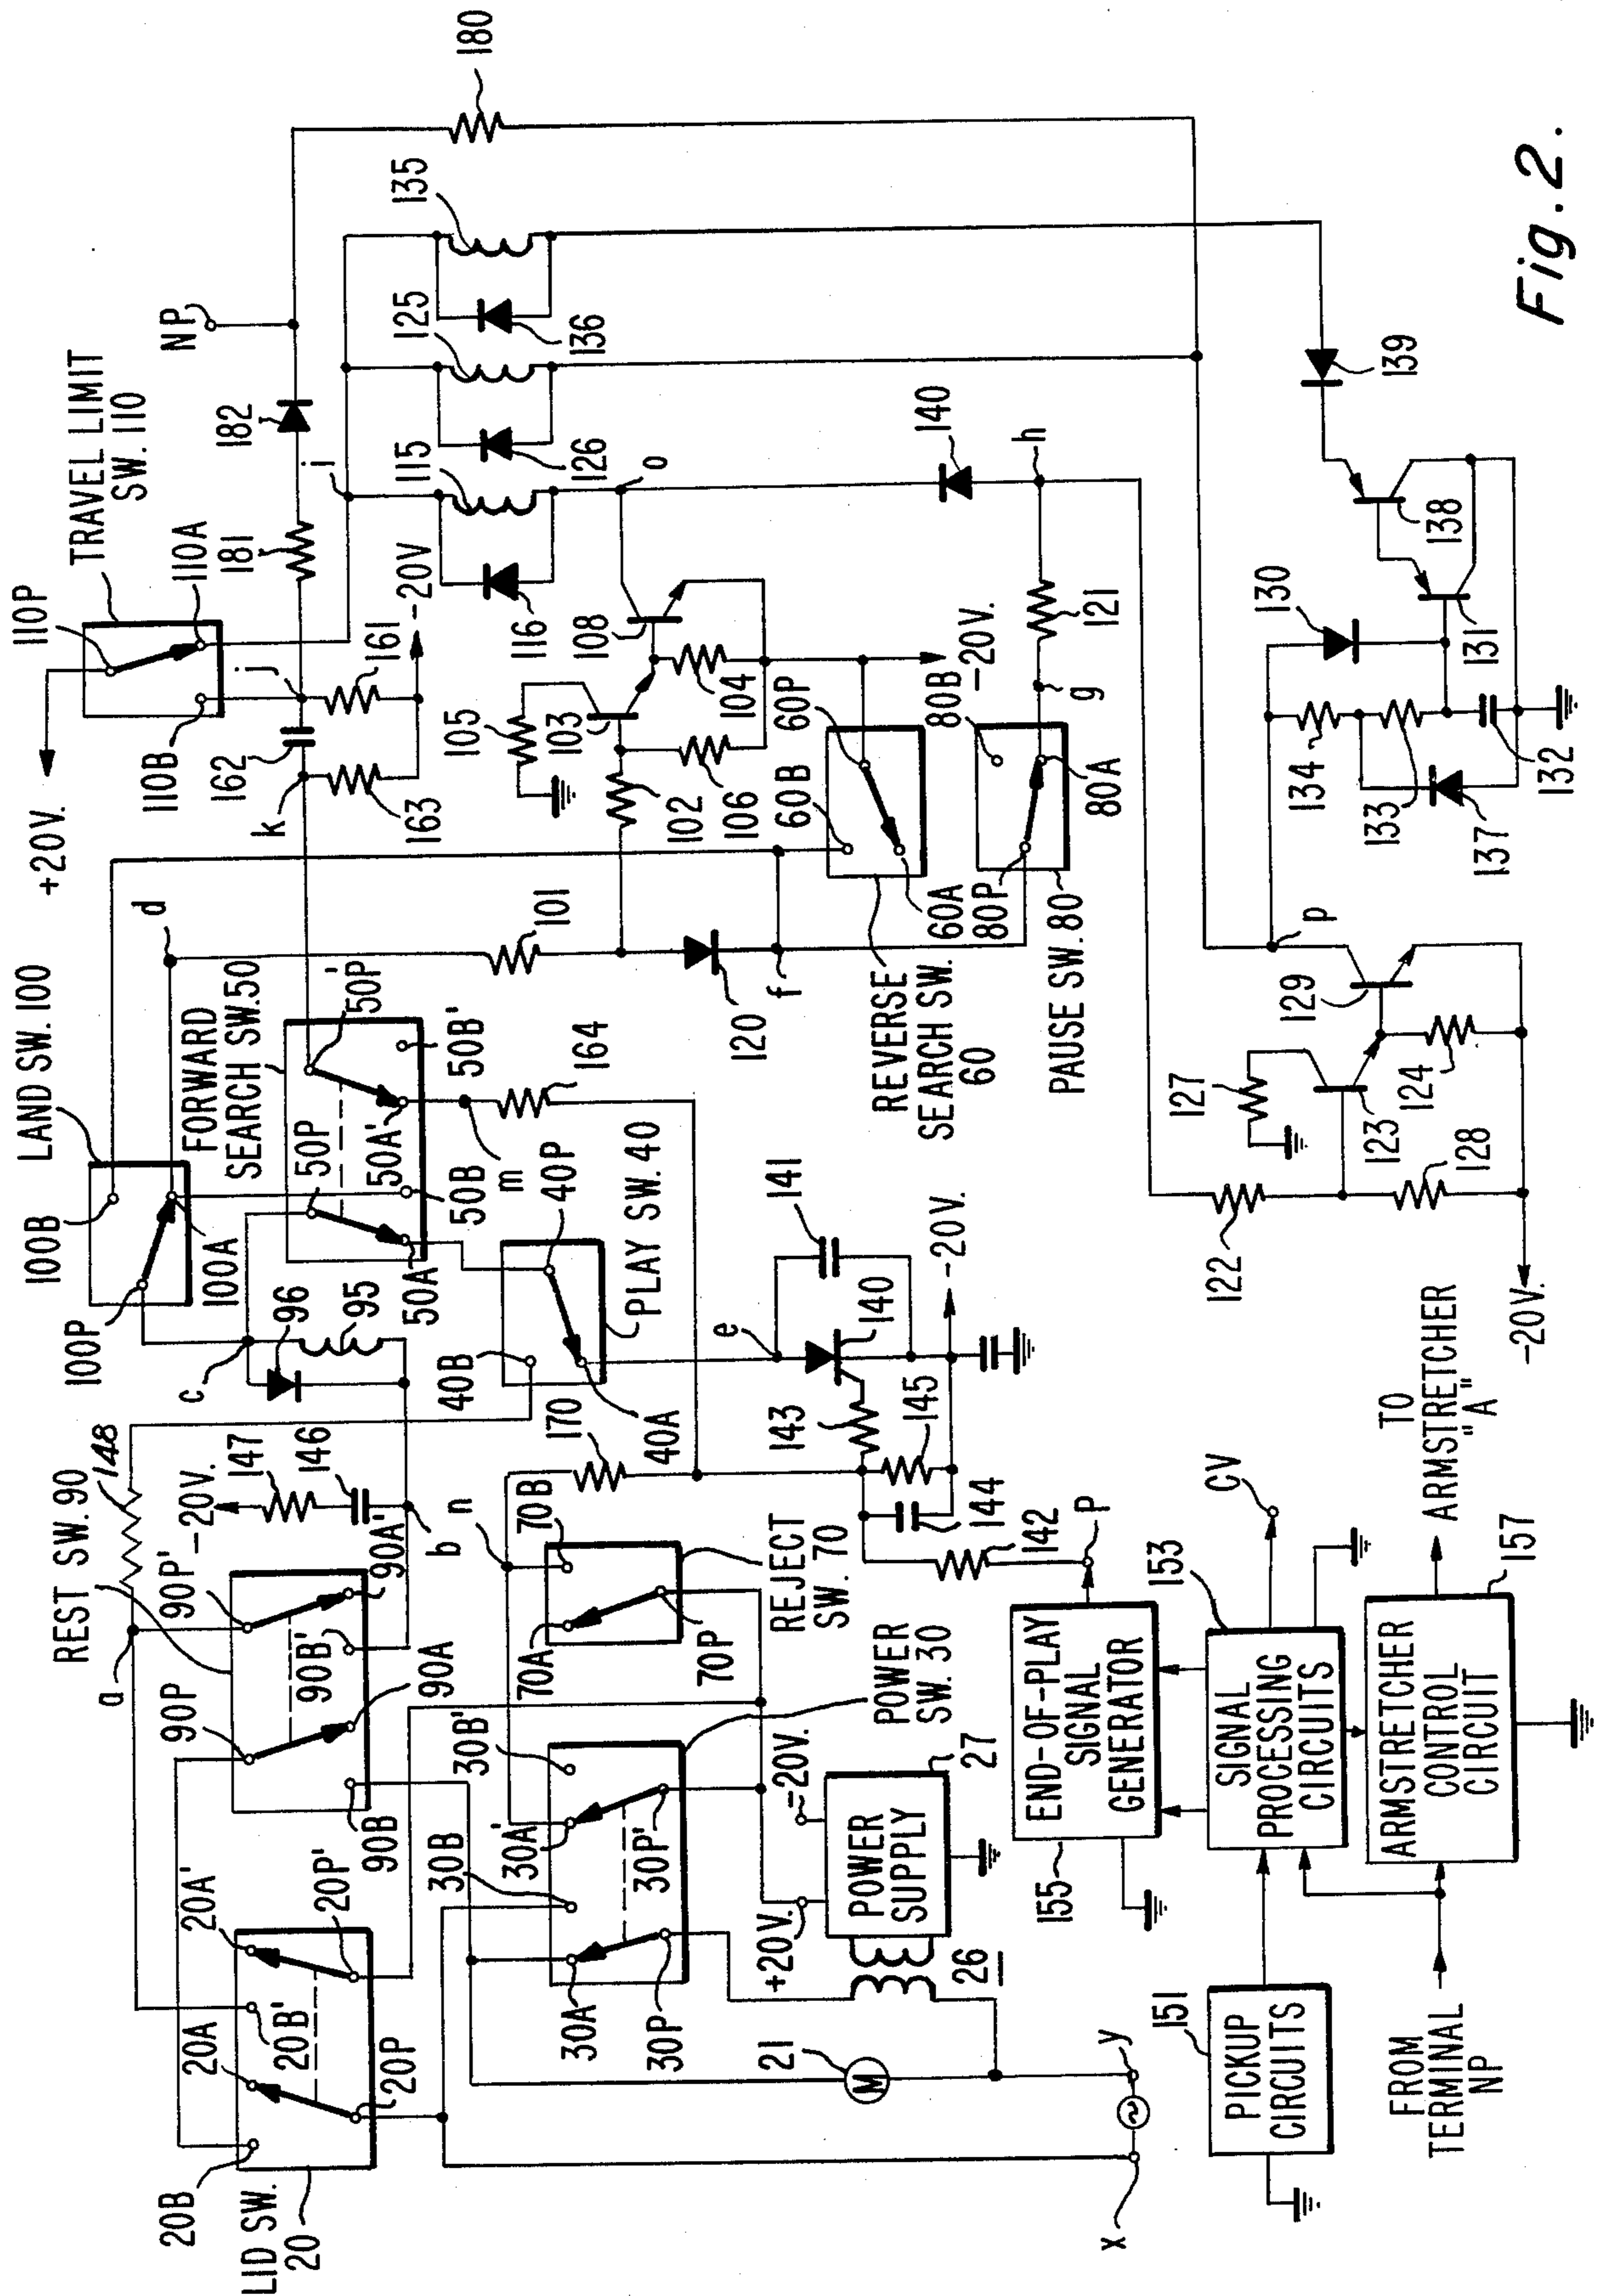 180
135
NP
TRAVEL LIMIT
SW. 110
182
i
125
136
115
126
o
140
h
139
110P
110A
181
-20V
+20V.
110B
j
161
116
108
162
k
163
105
103
104
102
106
-20V.
60P
80B
g
121
130
138
131
134
133
132
137
60B
60A
80P
80A
PAUSE SW. 80
LAND SW. 100
d
101
FORWARD
SEARCH SW. 50
50P'
50B'
f
120
REVERSE
SEARCH SW.
60
p
129
127
124
123
128
122
-20V.
100B
100A
100P
50P
50A'
50B
50A
m
164
40P
PLAY SW. 40
141
c
96
95
40B
40A
e
140
-20V.
148
REST SW. 90
-20V.
147
146
b
170
143
145
144
142
P
a
90P'
90A'
90B'
90P
90A
90B
n
70B
70A
70P
REJECT
SW. 70
POWER
SW. 30
20A'
20P'
20A
20B'
20P
20B
LID SW.
20
30B'
30A'
30B
30P'
30A
30P
-20V.
27
POWER
SUPPLY
+20V.
26
21
M
y
x
END-OF-PLAY
SIGNAL
GENERATOR
155
153
CV
SIGNAL
PROCESSING
CIRCUITS
TO
ARMSTRETCHER
"A"
157
ARMSTRETCHER
CONTROL
CIRCUIT
151
PICKUP
CIRCUITS
FROM
TERMINAL
NP
Fig. 2.